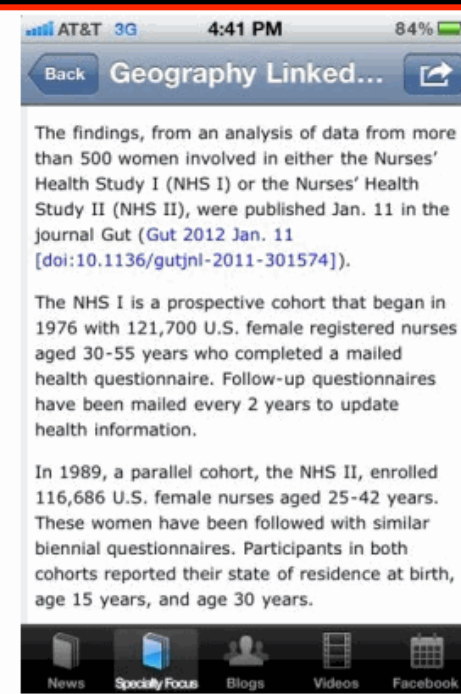 AT&T 3G 4:41 PM 84%
Back Geography Linked...
The findings, from an analysis of data from more
than 500 women involved in either the Nurses'
Health Study I (NHS I) or the Nurses' Health
Study II (NHS II), were published Jan. 11 in the
journal Gut (Gut 2012 Jan. 11
[doi:10.1136/gutjnl-2011-301574]).
The NHS I is a prospective cohort that began in
1976 with 121,700 U.S. female registered nurses
aged 30-55 years who completed a mailed
health questionnaire. Follow-up questionnaires
have been mailed every 2 years to update
health information.
In 1989, a parallel cohort, the NHS II, enrolled
116,686 U.S. female nurses aged 25-42 years.
These women have been followed with similar
biennial questionnaires. Participants in both
cohorts reported their state of residence at birth,
age 15 years, and age 30 years.
News Specialty Focus Blogs Videos Facebook